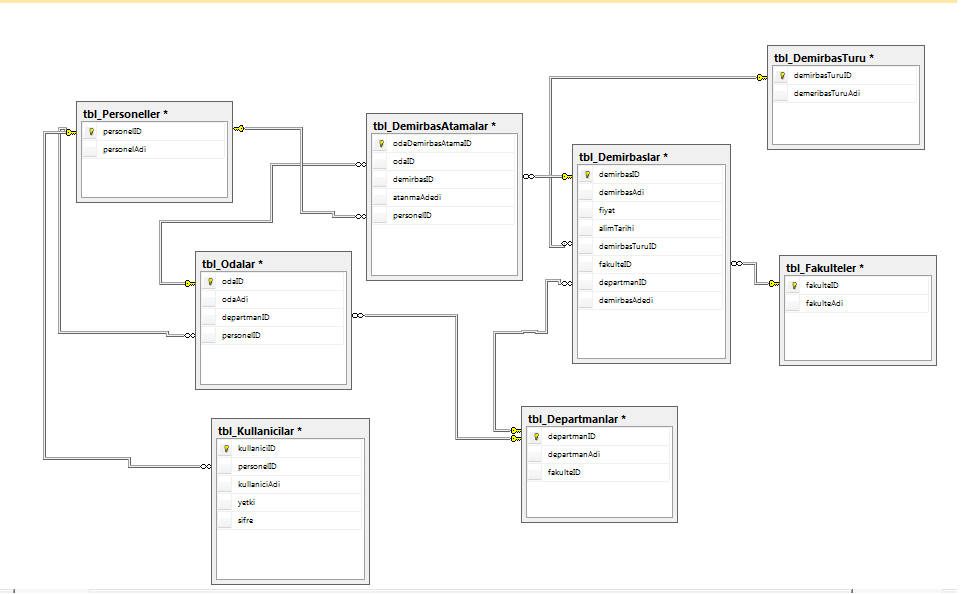 tbl_Personeller *
personelID
personelAdi
tbl_DemirbasAtamalar *
odaDemirbasAtamaID
odaID
demirbasID
atanmaAdedi
personelID
tbl_DemirbasTuru *
demirbasTuruID
demeribasTuruAdi
tbl_Demirbaslar *
demirbasID
demirbasAdi
fiyat
alimTarihi
demirbasTuruID
fakulteID
departmanID
demirbasAdedi
tbl_Odalar *
odaID
odaAdi
departmanID
personelID
tbl_Fakulteler *
fakulteID
fakulteAdi
tbl_Kullanicilar *
kullaniciID
personelID
kullaniciAdi
yetki
sifre
tbl_Departmanlar *
departmanID
departmanAdi
fakulteID